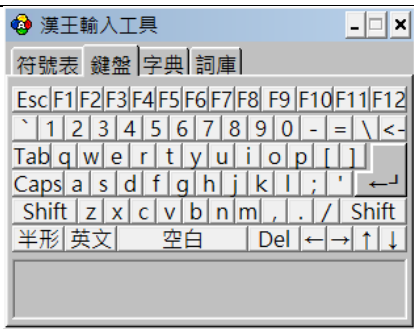 漢王輸入工具
符號表 鍵盤 字典 詞庫
Esc F1 F2 F3 F4 F5 F6 F7 F8 F9 F10 F11 F12
` 1 2 3 4 5 6 7 8 9 0 - = \ <-
Tab q w e r t y u i o p [ ]
Caps a s d f g h j k l ; ' ←┘
Shift z x c v b n m , . / Shift
半形 英文 空白 Del ← → ↑ ↓